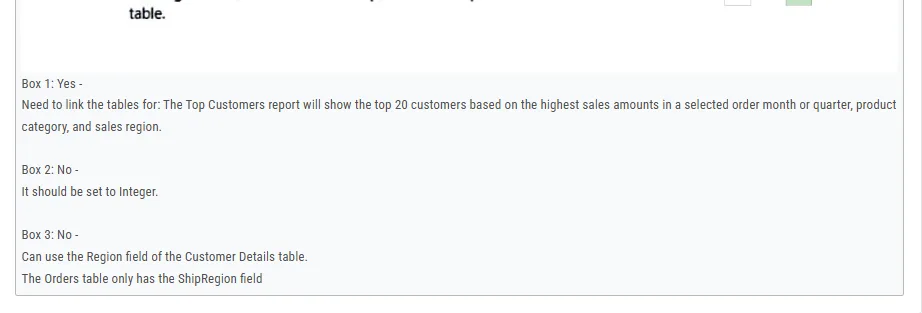 table.
Box 1: Yes -
Need to link the tables for: The Top Customers report will show the top 20 customers based on the highest sales amounts in a selected order month or quarter, product
category, and sales region.
Box 2: No -
It should be set to Integer.
Box 3: No -
Can use the Region field of the Customer Details table.
The Orders table only has the ShipRegion field